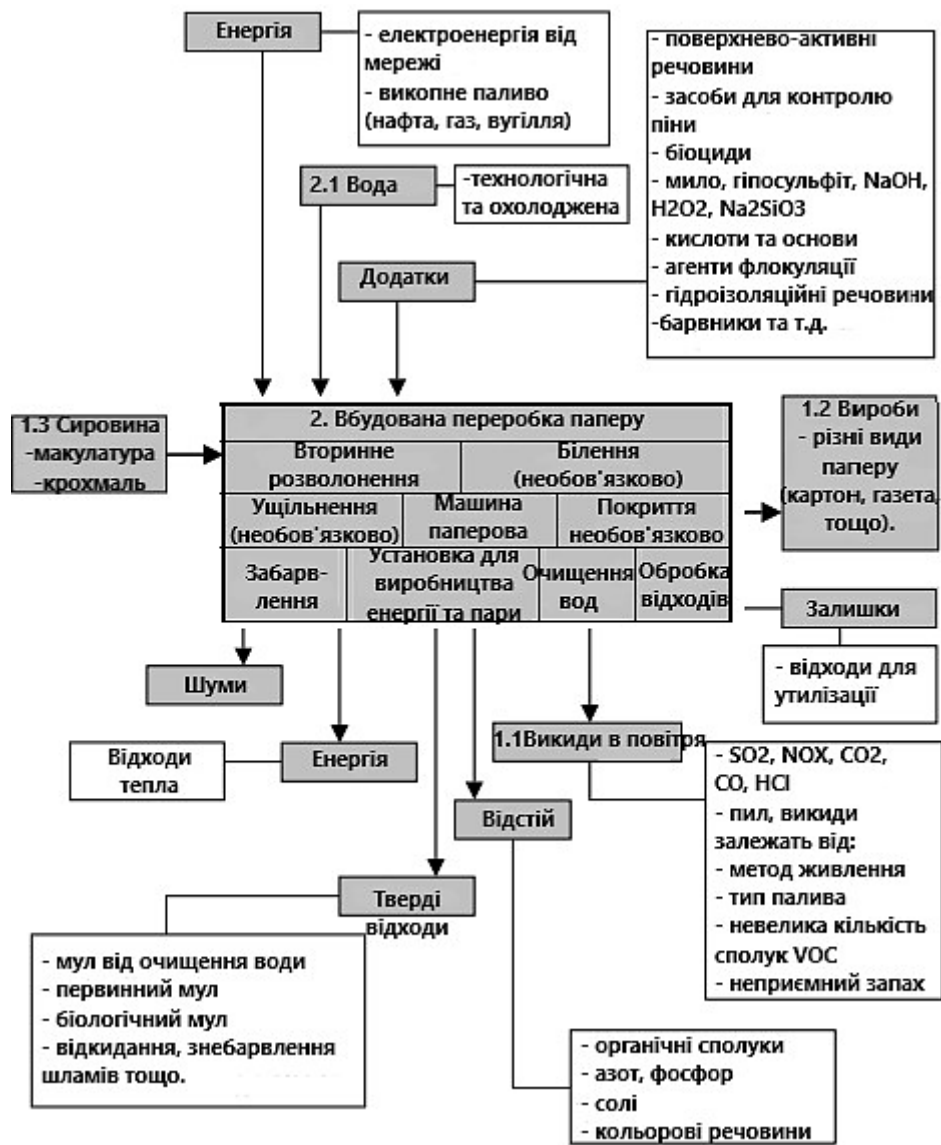 Енергія
- електроенергія від
мережі
- викопне паливо
(нафта, газ, вугілля)
- поверхнево-активні
речовини
- засоби для контролю
піни
- біоциди
- мило, гіпосульфіт, NaOH,
H2O2, Na2SiO3
- кислоти та основи
- агенти флокуляції
- гідроізоляційні речовини
-барвники та т.д.
2.1 Вода
-технологічна
та охолоджена
Додатки
1.3 Сировина
-макулатура
-крохмаль
2. Вбудована переробка паперу
Вторинне
розволонення
Білення
(необов'язково)
Ущільнення
(необов'язково)
Машина
паперова
Покриття
необов'язково
Забарв-
лення
Установка для
виробництва
енергії та пари
Очищення
вод
Обробка
відходів
1.2 Вироби
- різні види
паперу
(картон, газета,
тощо).
Залишки
- відходи для
утилізації
Шуми
Відходи
тепла
Енергія
1.1Викиди в повітря
- SO2, NOX, CO2,
CO, HCl
- пил, викиди
залежать від:
- метод живлення
- тип палива
- невелика кількість
сполук VOC
- неприємний запах
Відстій
Тверді
відходи
- мул від очищення води
- первинний мул
- біологічний мул
- відкидання, знебарвлення
шламів тощо.
- органічні сполуки
- азот, фосфор
- солі
- кольорові речовини